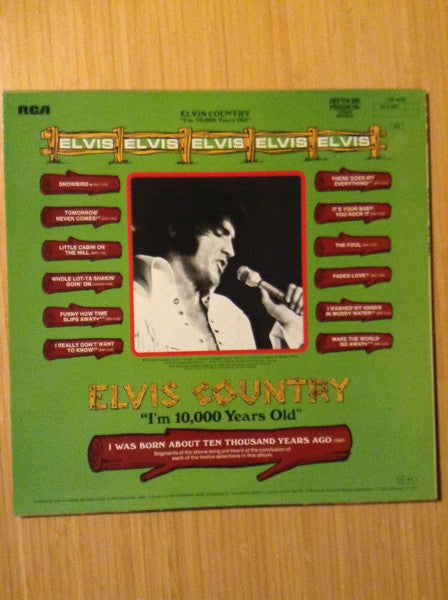 RCA
ELVIS COUNTRY
"I'm 10,000 Years Old"
ELVIS ELVIS ELVIS ELVIS ELVIS
SNOWBIRD
TOMORROW
NEVER COMES
LITTLE CABIN ON
THE HILL
WHOLE LOT-TA SHAKIN'
GOIN' ON
FUNNY HOW TIME
SLIPS AWAY
I REALLY DON'T WANT
TO KNOW
THERE GOES MY
EVERYTHING
IT'S YOUR BABY,
YOU ROCK IT
THE FOOL
FADED LOVE
I WASHED MY HANDS
IN MUDDY WATER
WAKE THE WORLD
GO AWAY
ELVIS COUNTRY
"I'm 10,000 Years Old"
I WAS BORN ABOUT TEN THOUSAND YEARS AGO
Segments of the above song are heard at the conclusion of
each of the twelve selections in this album.